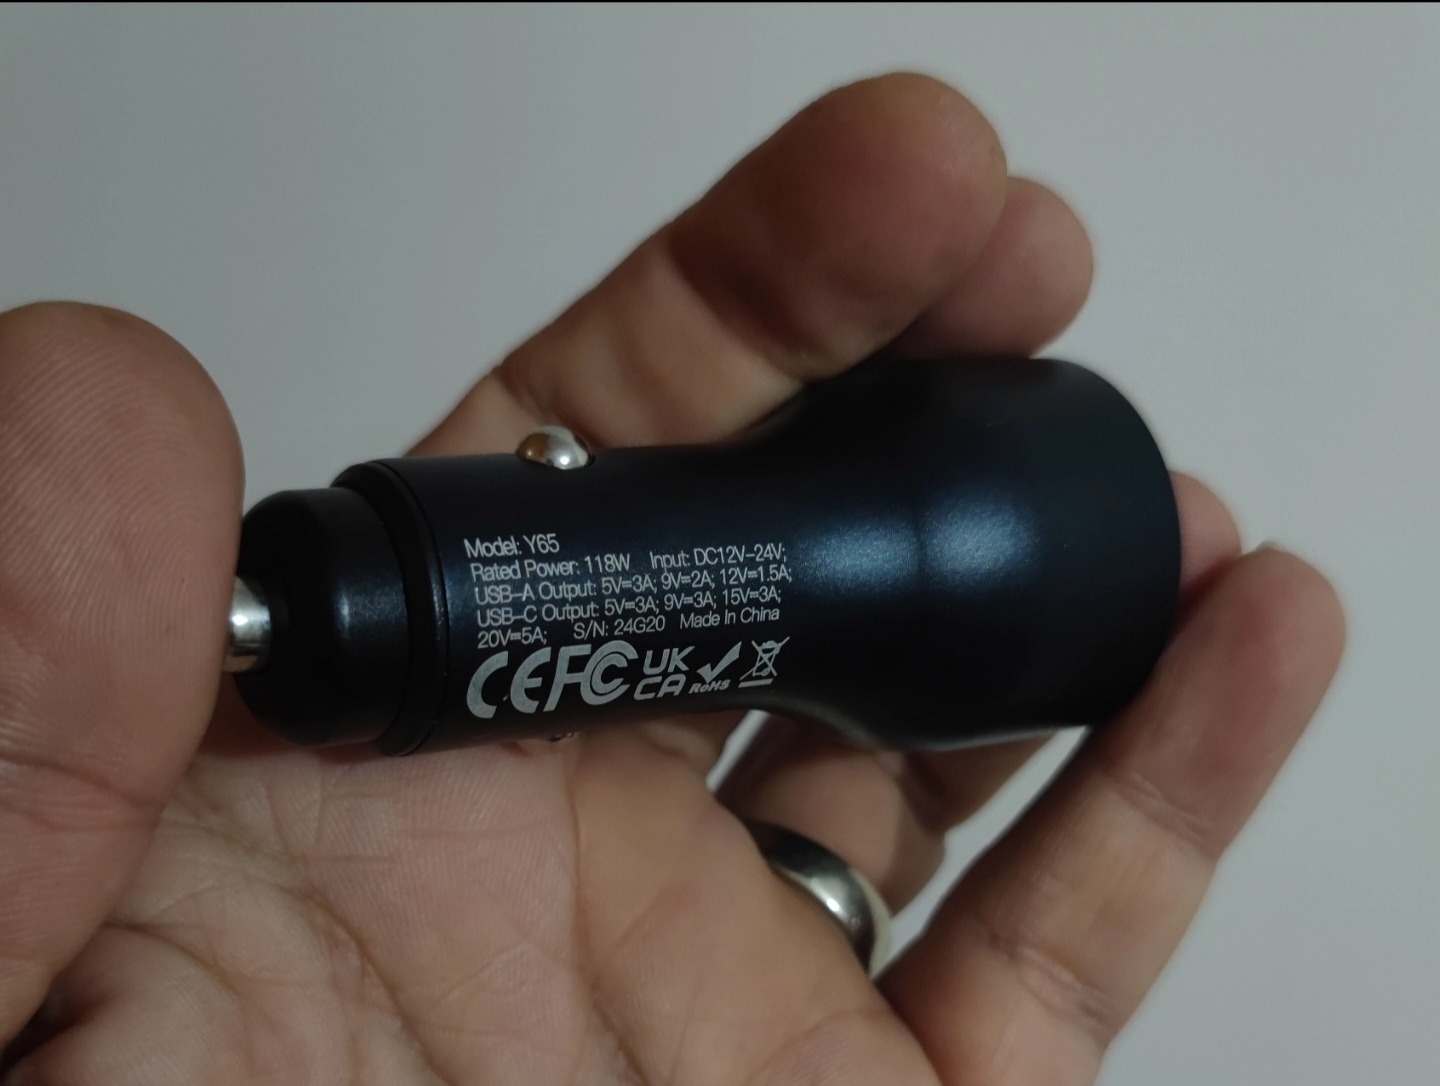 Model: Y65
Rated Power: 118W Input: DC12V-24V;
USB-A Output: 5V=3A; 9V=2A; 12V=1.5A;
USB-C Output: 5V=3A; 9V=3A; 15V=3A;
20V=5A; S/N: 24G20 Made In China
CE FC UK
CA RoHS